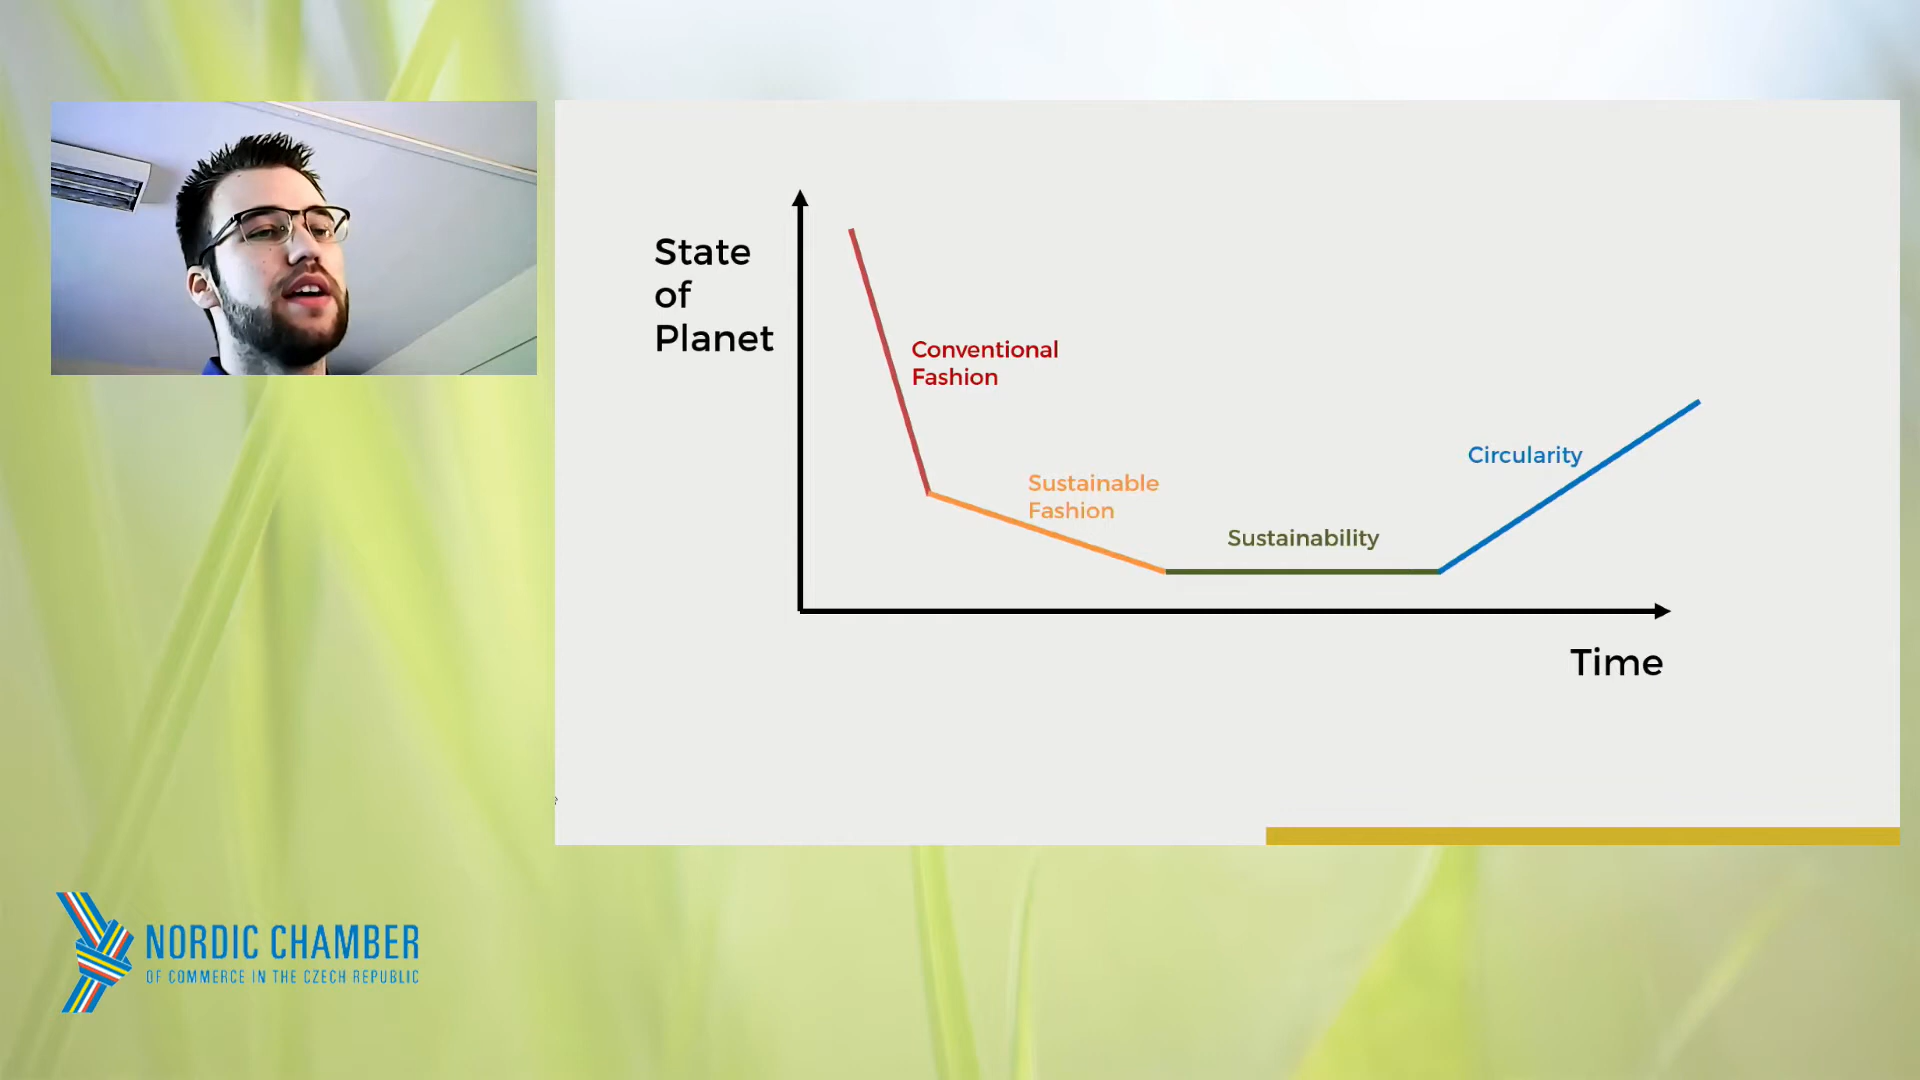 State
of
Planet
Conventional
Fashion
Sustainable
Fashion
Sustainability
Circularity
Time
NORDIC CHAMBER
OF COMMERCE IN THE CZECH REPUBLIC